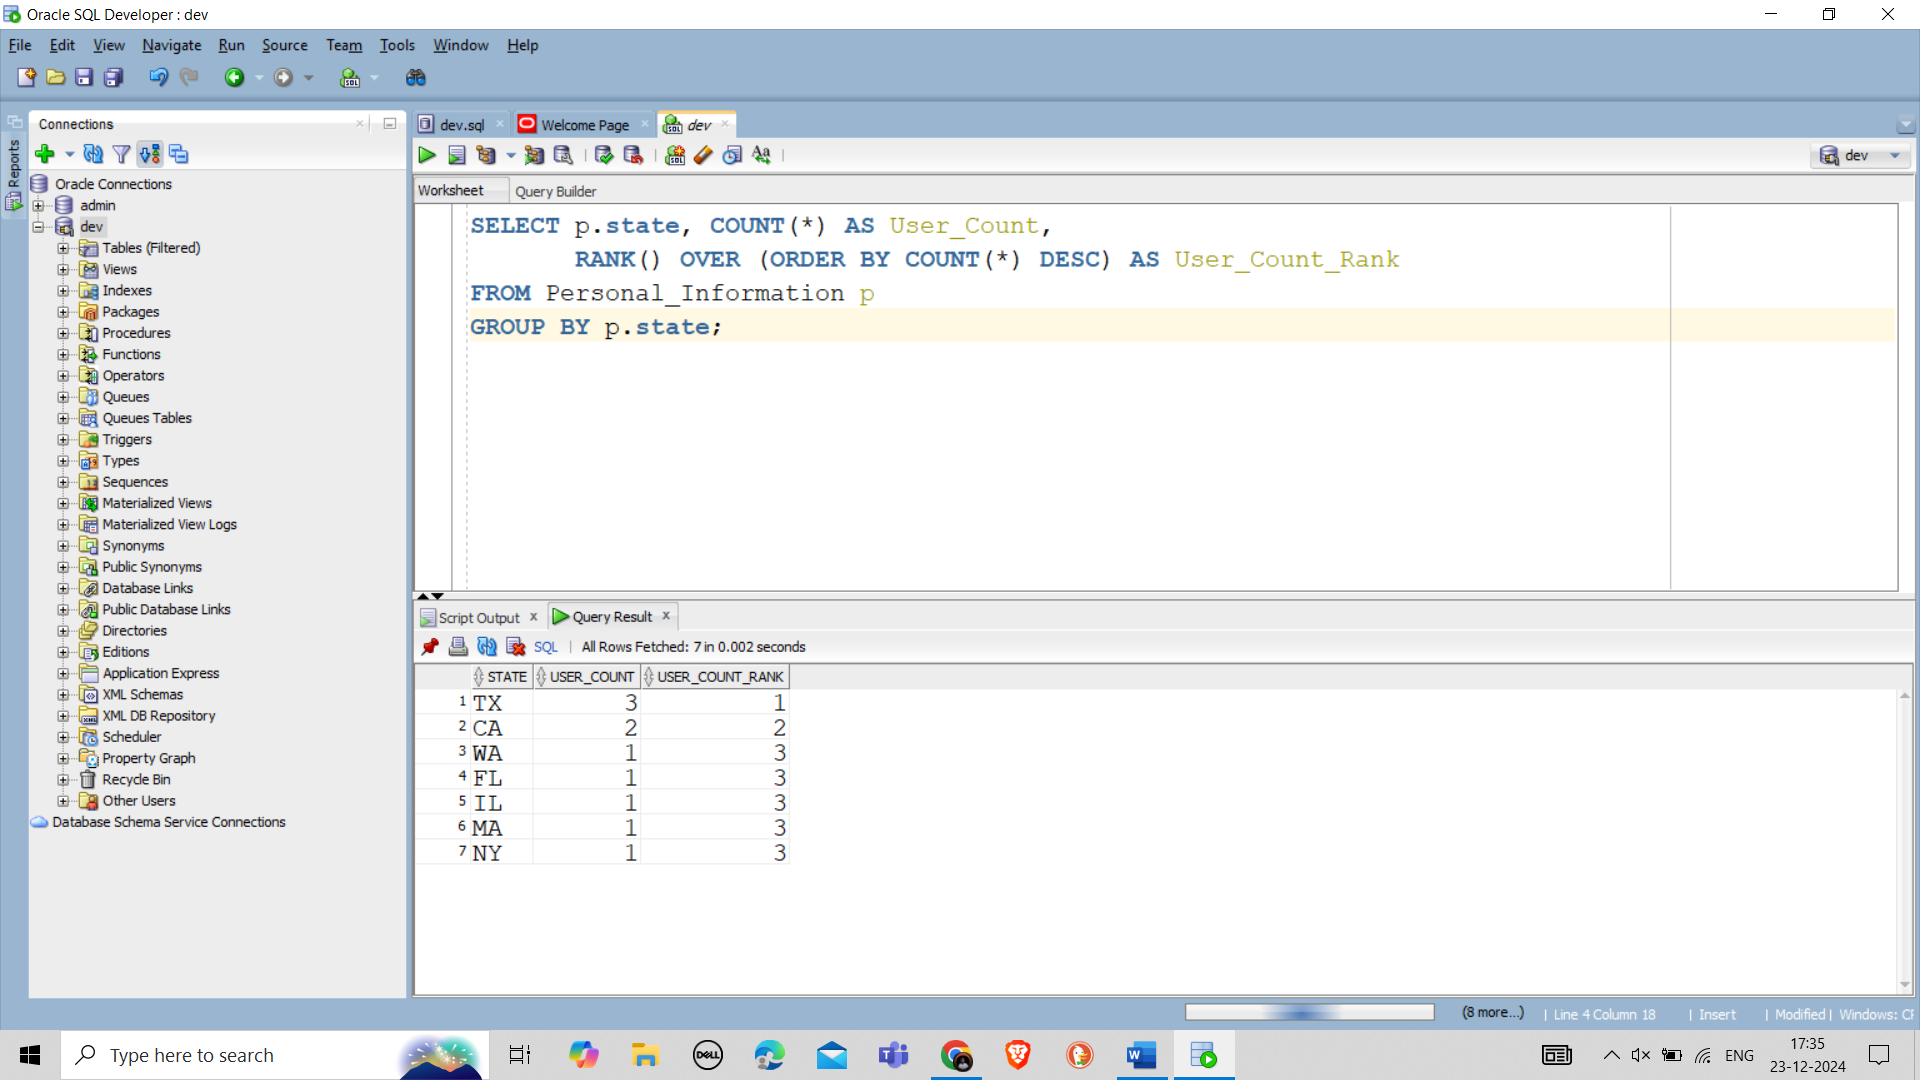 Oracle SQL Developer : dev
File Edit View Navigate Run Source Team Tools Window Help
Connections
dev.sql Welcome Page dev
Reports
dev
Worksheet Query Builder
Oracle Connections
admin
dev
Tables (Filtered)
Views
Indexes
Packages
Procedures
Functions
Operators
Queues
Queues Tables
Triggers
Types
Sequences
Materialized Views
Materialized View Logs
Synonyms
Public Synonyms
Database Links
Public Database Links
Directories
Editions
Application Express
XML Schemas
XML DB Repository
Scheduler
Property Graph
Recycle Bin
Other Users
Database Schema Service Connections
SELECT p.state, COUNT(*) AS User_Count,
RANK() OVER (ORDER BY COUNT(*) DESC) AS User_Count_Rank
FROM Personal_Information p
GROUP BY p.state;
Script Output Query Result
SQL All Rows Fetched: 7 in 0.002 seconds
STATE USER_COUNT USER_COUNT_RANK
1 TX 3 1
2 CA 2 2
3 WA 1 3
4 FL 1 3
5 IL 1 3
6 MA 1 3
7 NY 1 3
(8 more...) Line 4 Column 18 Insert Modified Windows: CF
Type here to search
DELL
ENG
17:35
23-12-2024